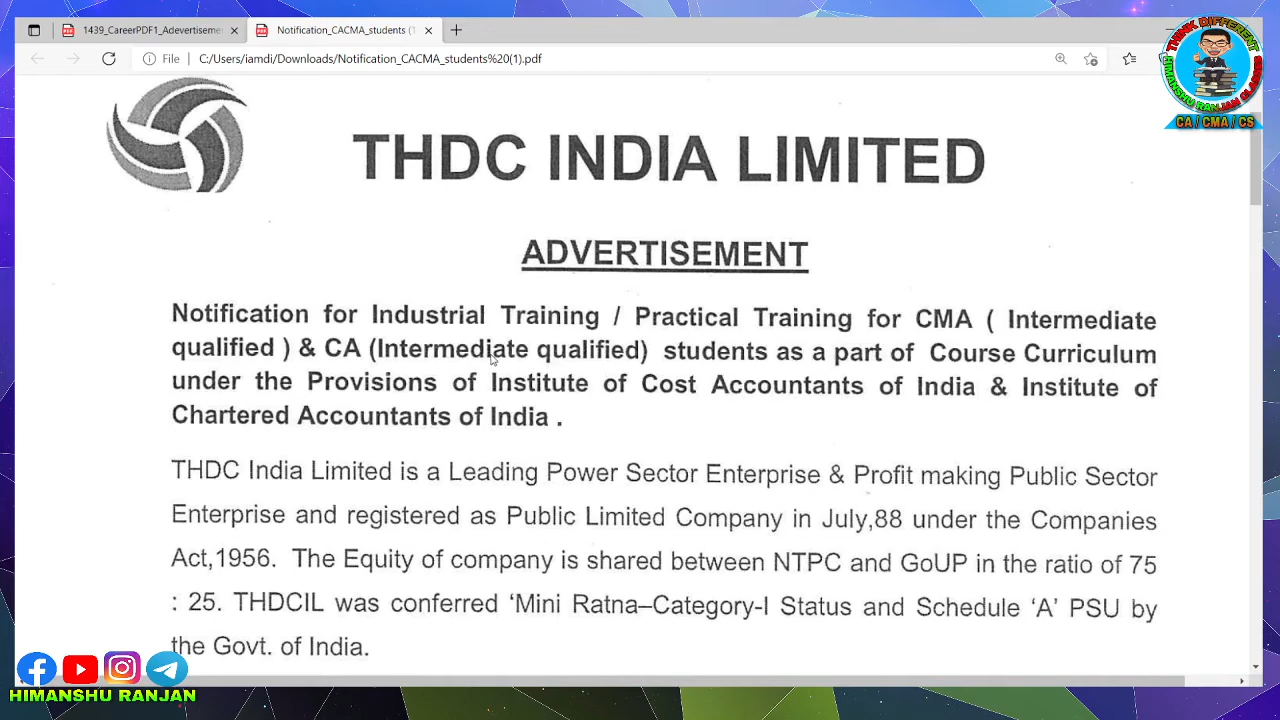 1439_CareerPDF1_Adevertiseme
Notification_CACMA_students (1
File
C:/Users/iamdi/Downloads/Notification_CACMA_students%20(1).pdf
THINK DIFFERENT
HIMANSHU RANJAN CLASSES
CA / CMA / CS
THDC INDIA LIMITED
ADVERTISEMENT
Notification for Industrial Training / Practical Training for CMA ( Intermediate
qualified ) & CA (Intermediate qualified) students as a part of Course Curriculum
under the Provisions of Institute of Cost Accountants of India & Institute of
Chartered Accountants of India .
THDC India Limited is a Leading Power Sector Enterprise & Profit making Public Sector
Enterprise and registered as Public Limited Company in July,88 under the Companies
Act,1956. The Equity of company is shared between NTPC and GoUP in the ratio of 75
: 25. THDCIL was conferred ‘Mini Ratna–Category-I Status and Schedule ‘A’ PSU by
the Govt. of India.
HIMANSHU RANJAN